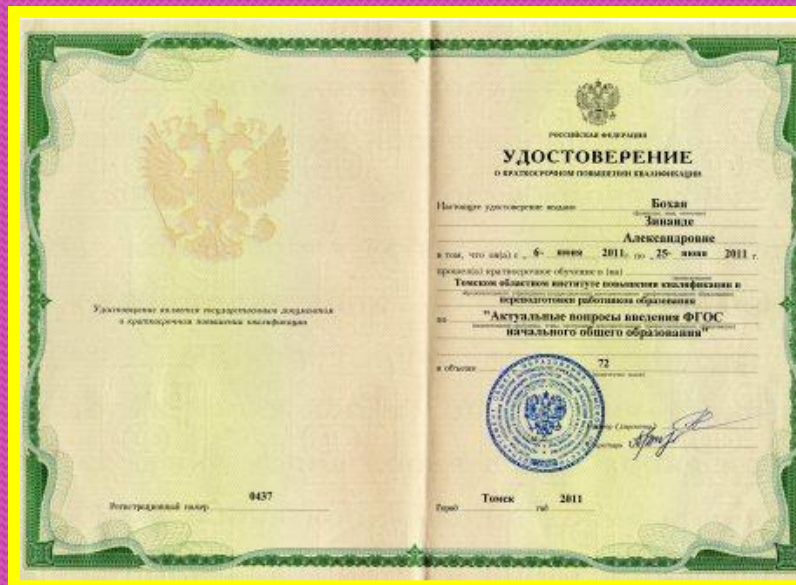 Удостоверение является государственным документом
о краткосрочном повышении квалификации
Регистрационный номер 0437
РОССИЙСКАЯ ФЕДЕРАЦИЯ
УДОСТОВЕРЕНИЕ
О КРАТКОСРОЧНОМ ПОВЫШЕНИИ КВАЛИФИКАЦИИ
Настоящее удостоверение выдано Бохан
Зинаиде
Александровне
в том, что он(а) с 6- июня 2011г. по 25- июня 2011 г.
прошел(а) краткосрочное обучение в (на)
Томском областном институте повышения квалификации и
переподготовки работников образования
по "Актуальные вопросы введения ФГОС
начального общего образования"
в объеме 72
Секретарь
Город Томск год 2011